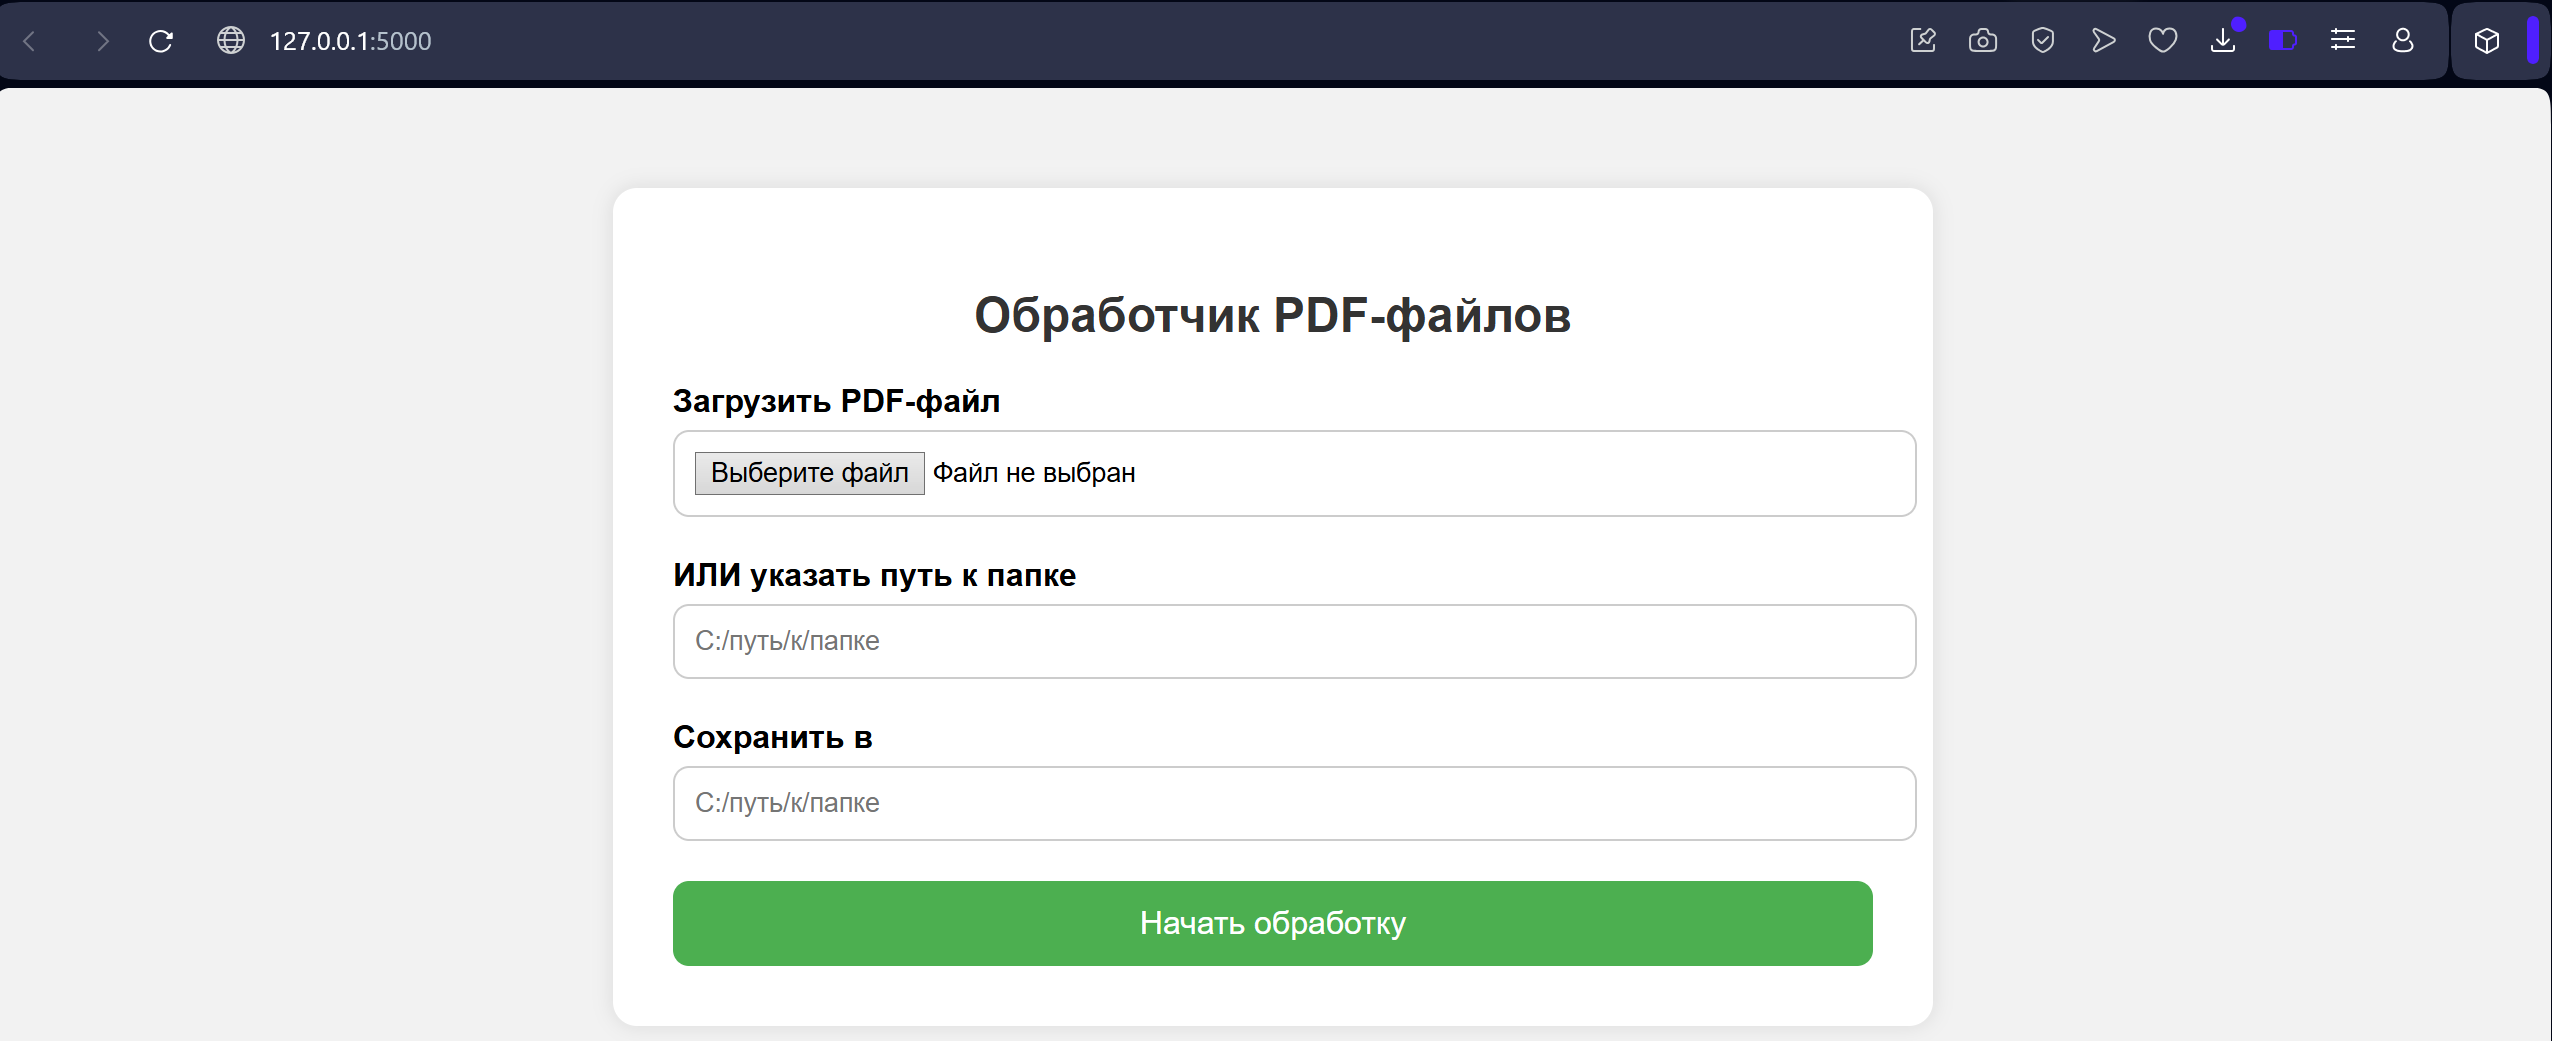 127.0.0.1:5000
Обработчик PDF-файлов
Загрузить PDF-файл
Выберите файл Файл не выбран
ИЛИ указать путь к папке
C:/путь/к/папке
Сохранить в
C:/путь/к/папке
Начать обработку